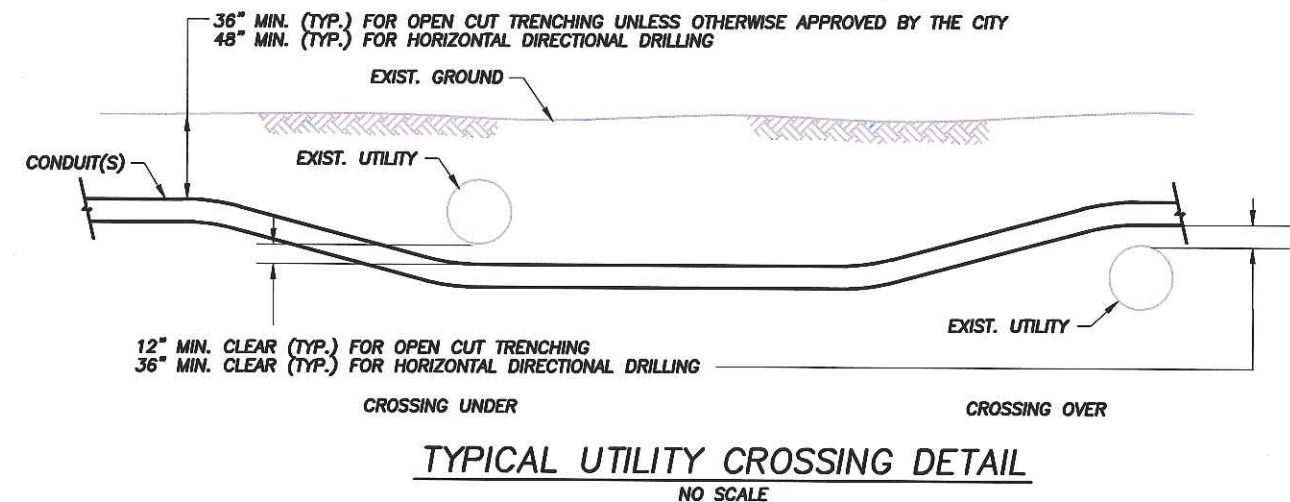 36" MIN. (TYP.) FOR OPEN CUT TRENCHING UNLESS OTHERWISE APPROVED BY THE CITY
48" MIN. (TYP.) FOR HORIZONTAL DIRECTIONAL DRILLING
EXIST. GROUND
CONDUIT(S)
EXIST. UTILITY
EXIST. UTILITY
12" MIN. CLEAR (TYP.) FOR OPEN CUT TRENCHING
36" MIN. CLEAR (TYP.) FOR HORIZONTAL DIRECTIONAL DRILLING
CROSSING UNDER
CROSSING OVER
TYPICAL UTILITY CROSSING DETAIL
NO SCALE